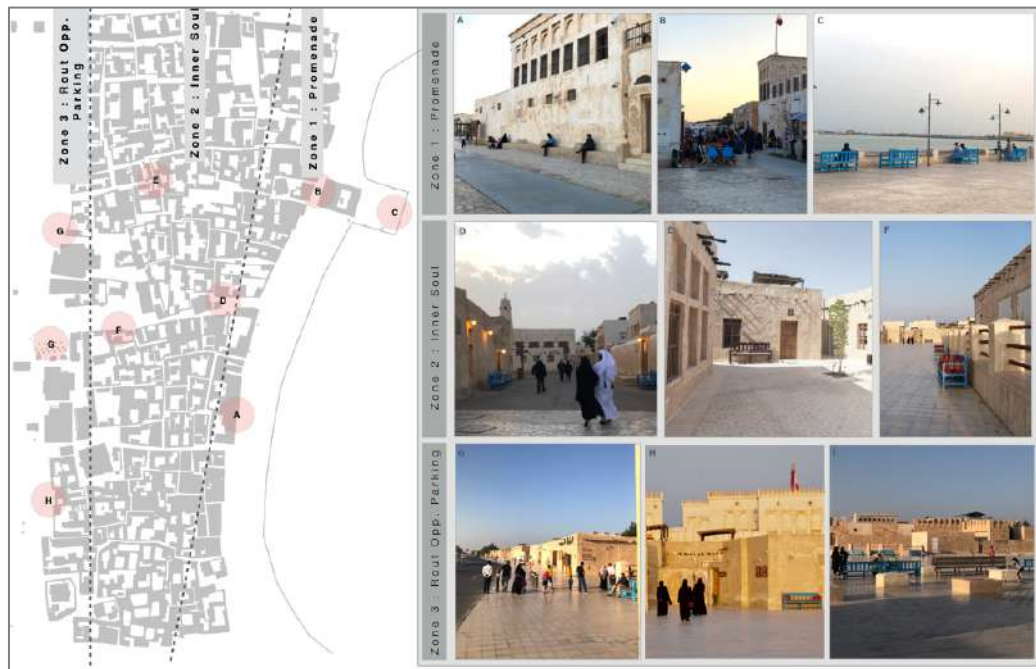 Zone 3 : Rout Opp.
Parking
Zone 2 : Inner Soul
Zone 1 : Promenade
E
B
C
G
D
F
G
A
H
Zone 1 : Promenade
A
B
C
Zone 2 : Inner Soul
D
E
F
Zone 3 : Rout Opp. Parking
G
H
I